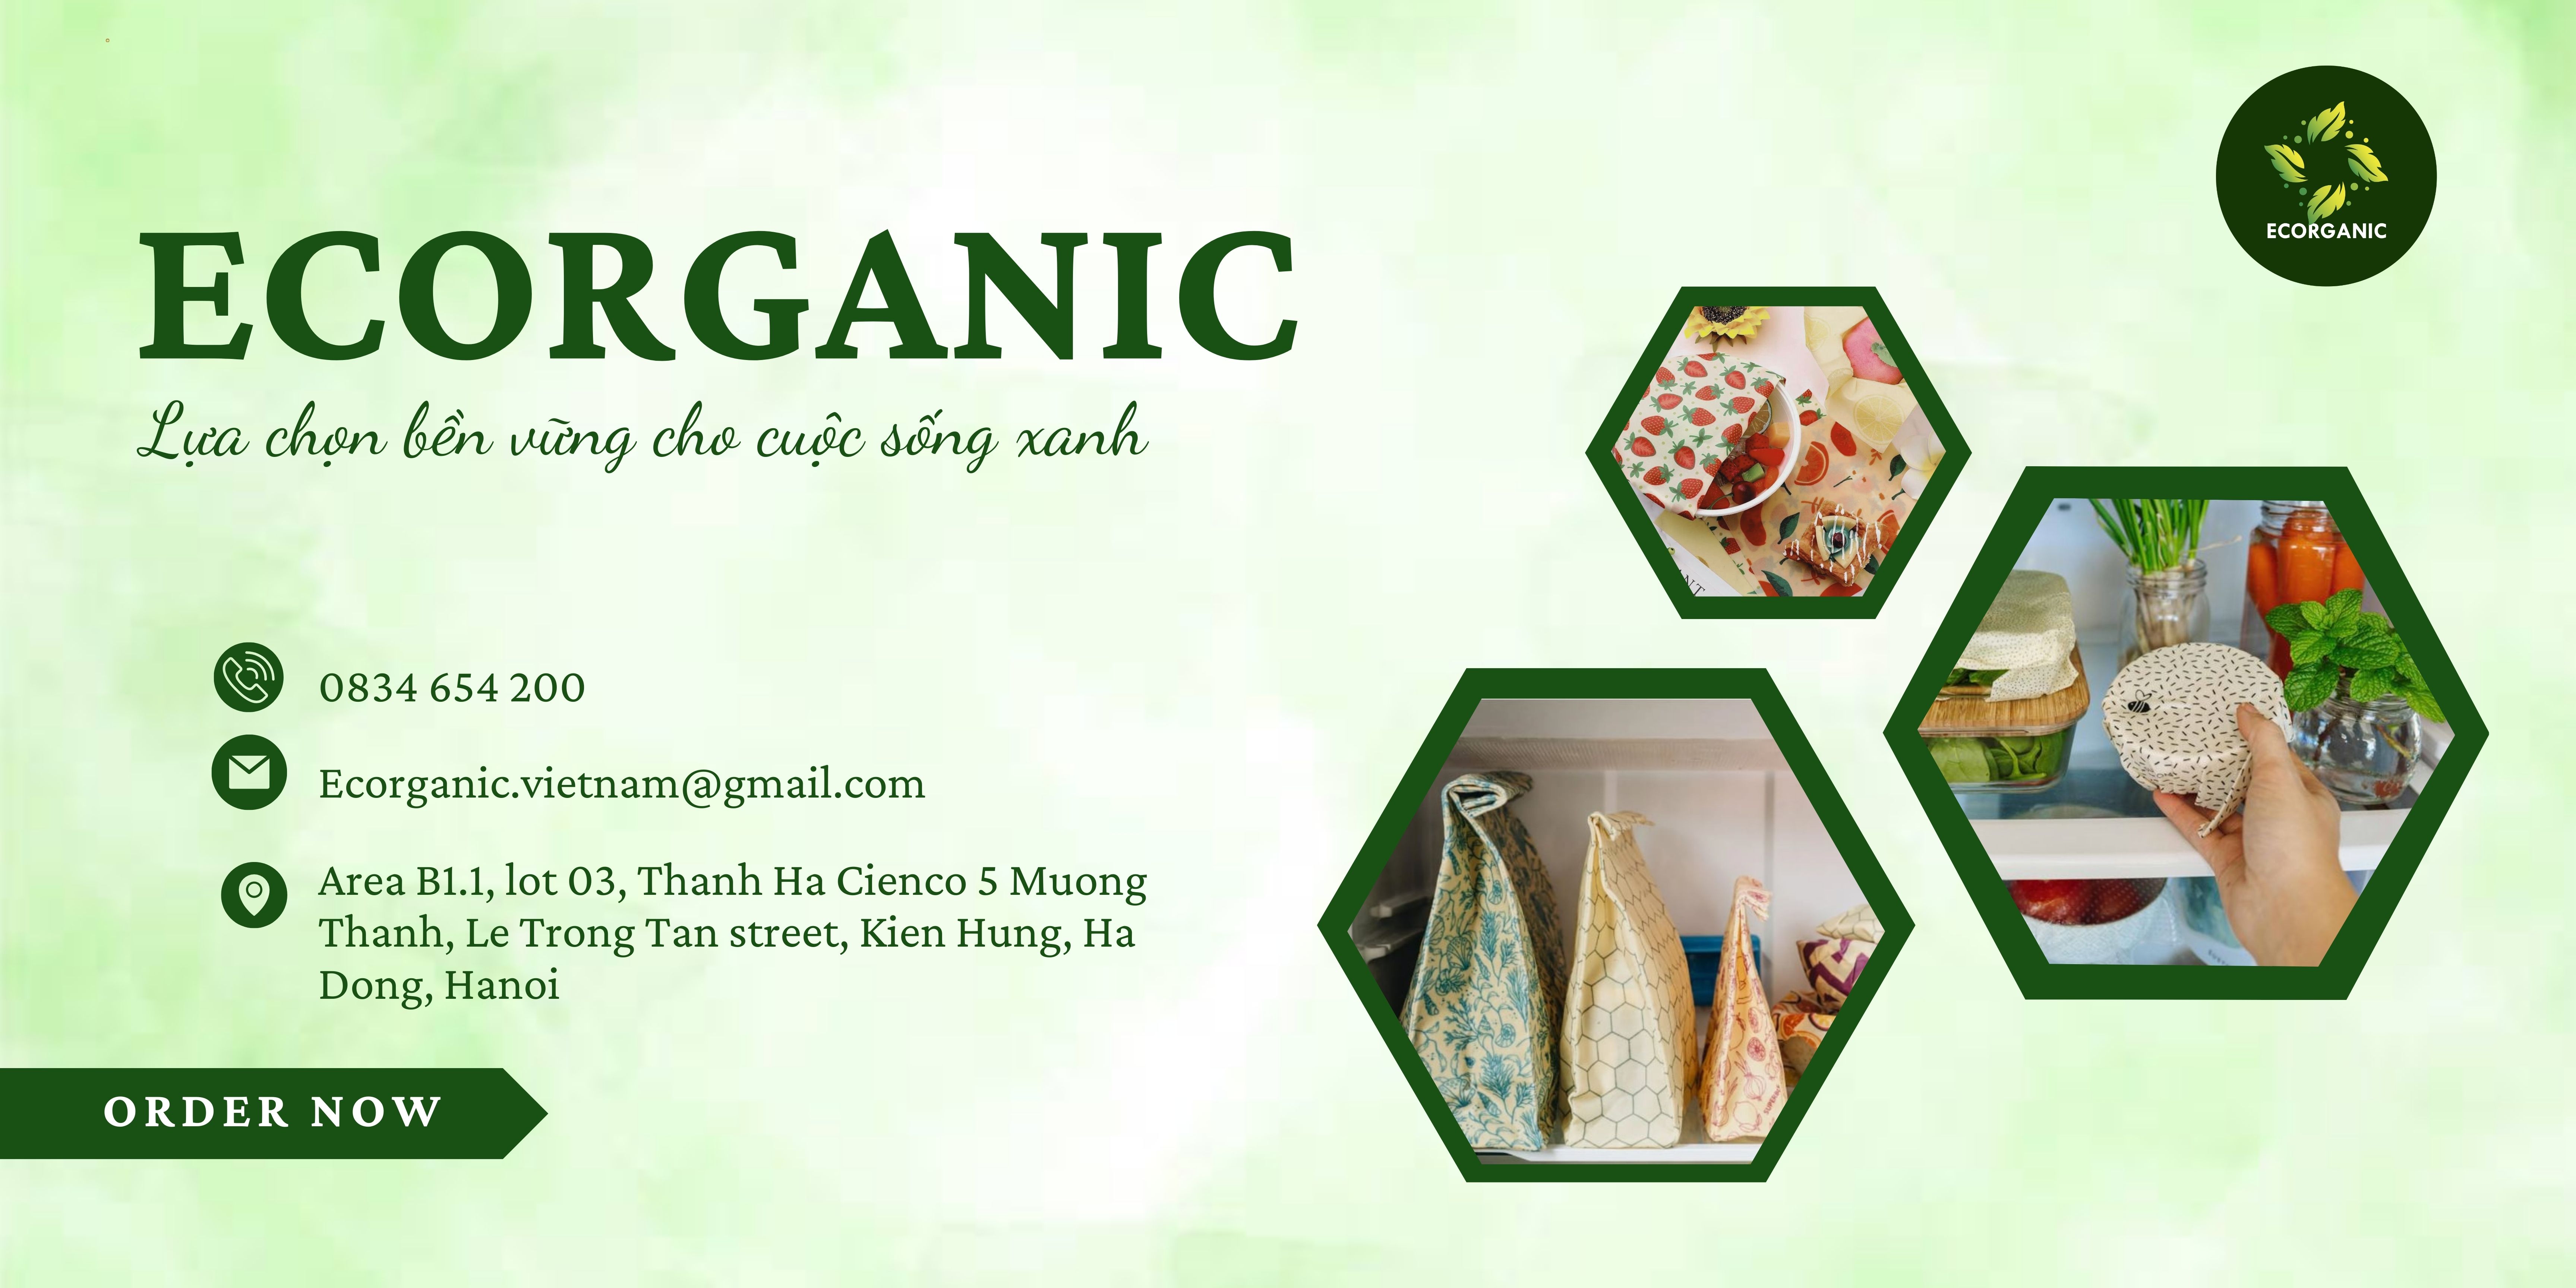 ECORGANIC
ECORGANIC
Lựa chọn bền vững cho cuộc sống xanh
0834 654 200
Ecorganic.vietnam@gmail.com
Area B1.1, lot 03, Thanh Ha Cienco 5 Muong
Thanh, Le Trong Tan street, Kien Hung, Ha
Dong, Hanoi
ORDER NOW